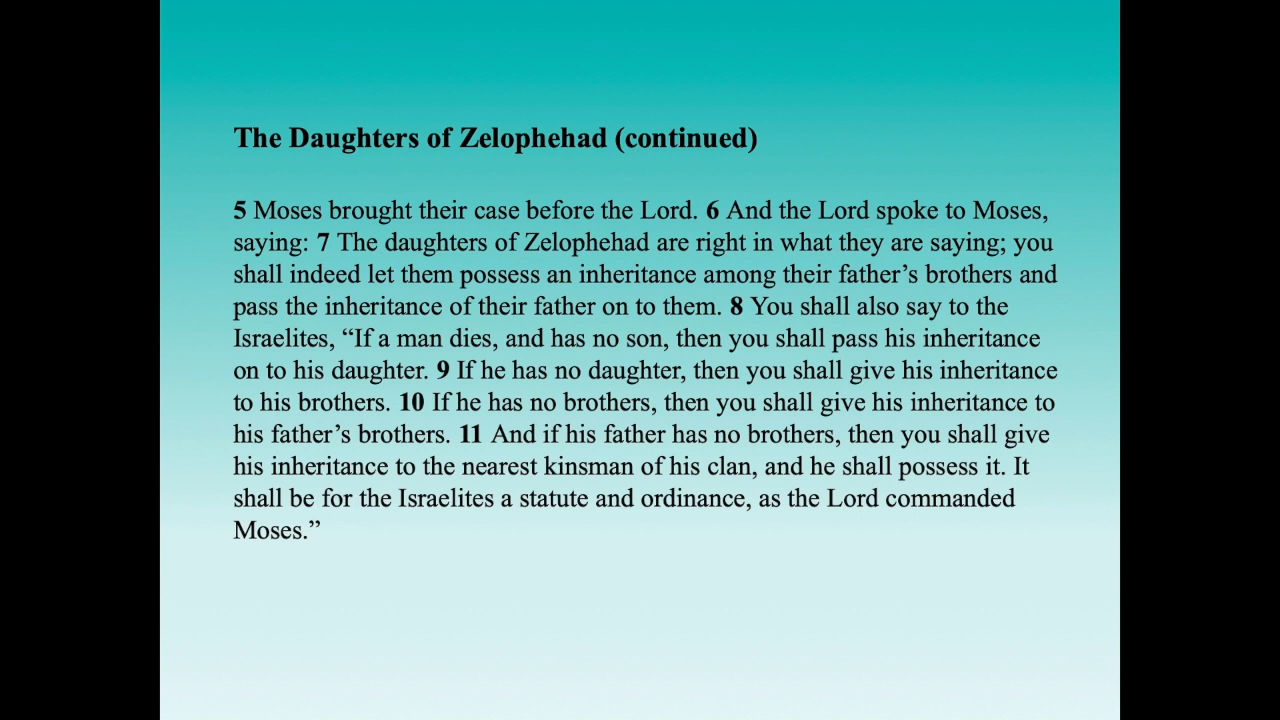 The Daughters of Zelophehad (continued)
5 Moses brought their case before the Lord. 6 And the Lord spoke to Moses,
saying: 7 The daughters of Zelophehad are right in what they are saying; you
shall indeed let them possess an inheritance among their father’s brothers and
pass the inheritance of their father on to them. 8 You shall also say to the
Israelites, “If a man dies, and has no son, then you shall pass his inheritance
on to his daughter. 9 If he has no daughter, then you shall give his inheritance
to his brothers. 10 If he has no brothers, then you shall give his inheritance to
his father’s brothers. 11 And if his father has no brothers, then you shall give
his inheritance to the nearest kinsman of his clan, and he shall possess it. It
shall be for the Israelites a statute and ordinance, as the Lord commanded
Moses.”